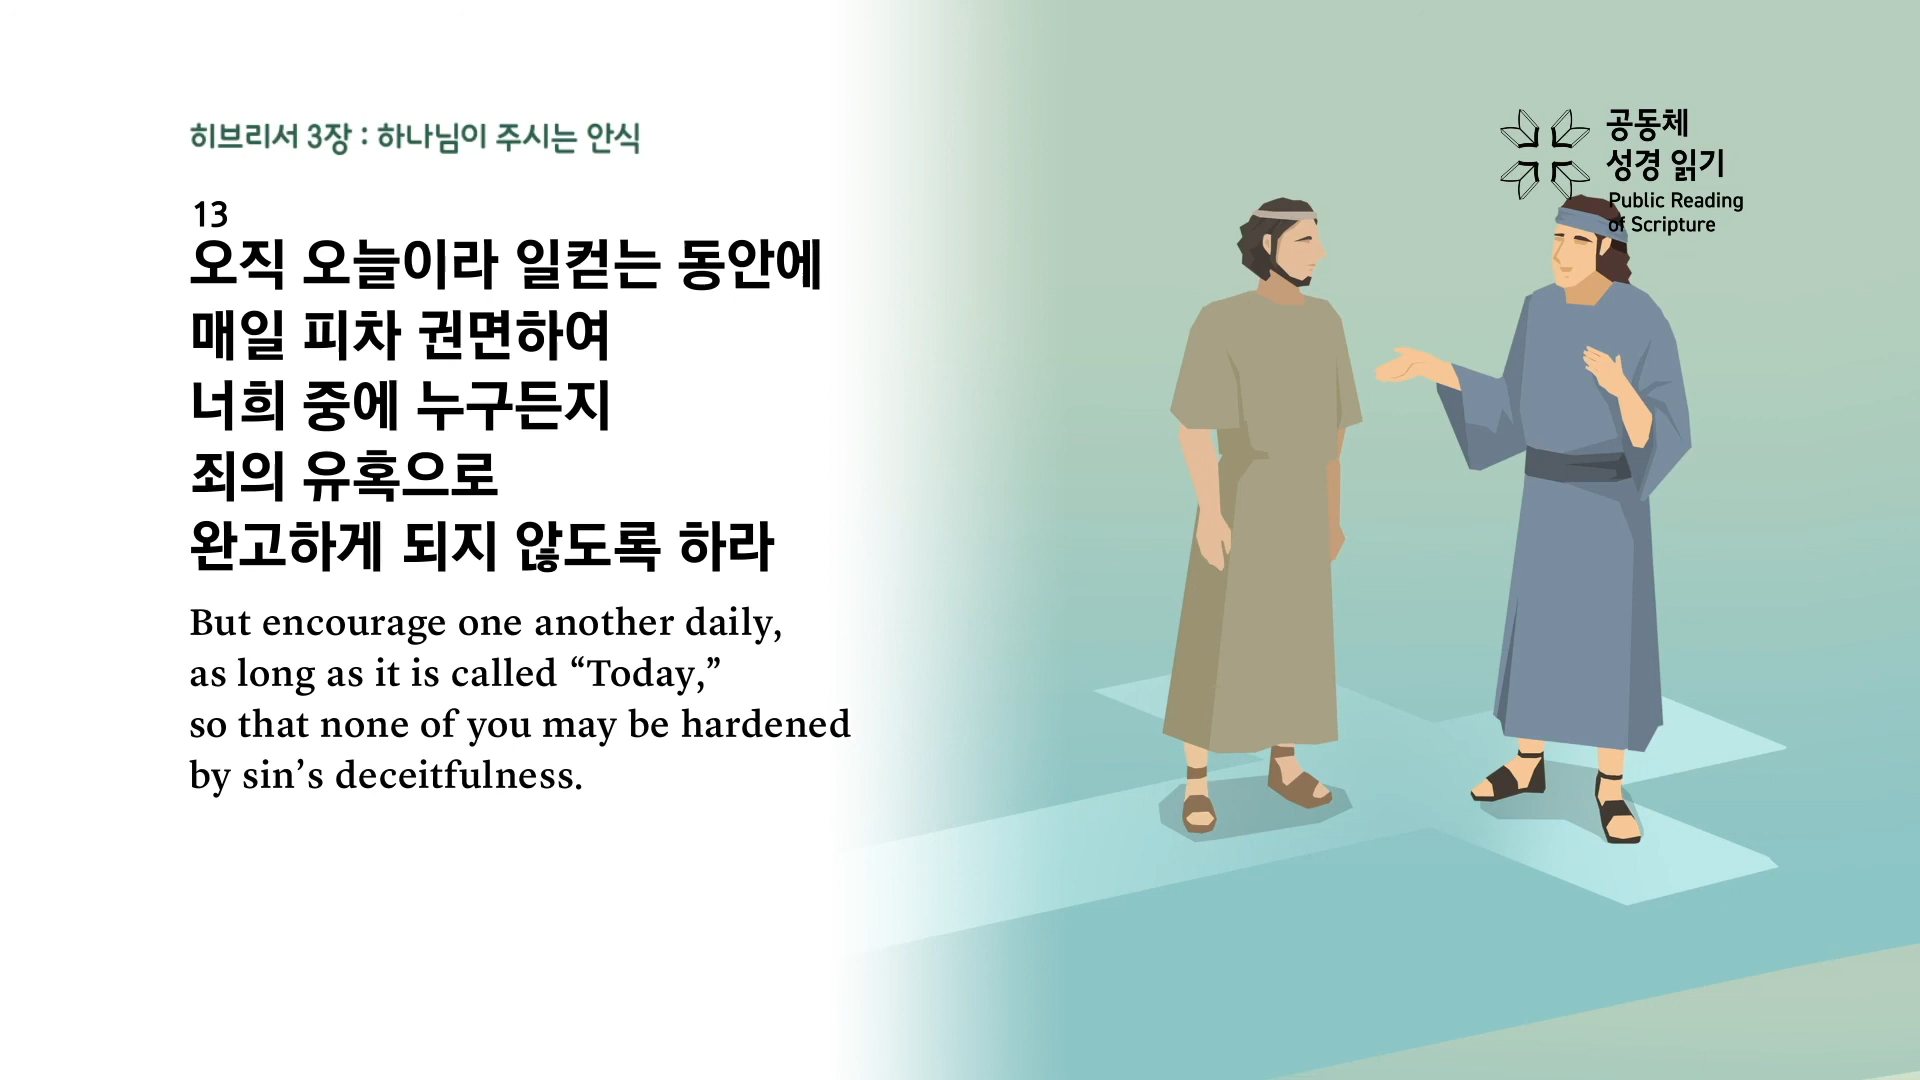 히브리서 3장 : 하나님이 주시는 안식
13
오직 오늘이라 일컫는 동안에
매일 피차 권면하여
너희 중에 누구든지
죄의 유혹으로
완고하게 되지 않도록 하라
But encourage one another daily,
as long as it is called “Today,”
so that none of you may be hardened
by sin’s deceitfulness.
공동체
성경 읽기
Public Reading
of Scripture